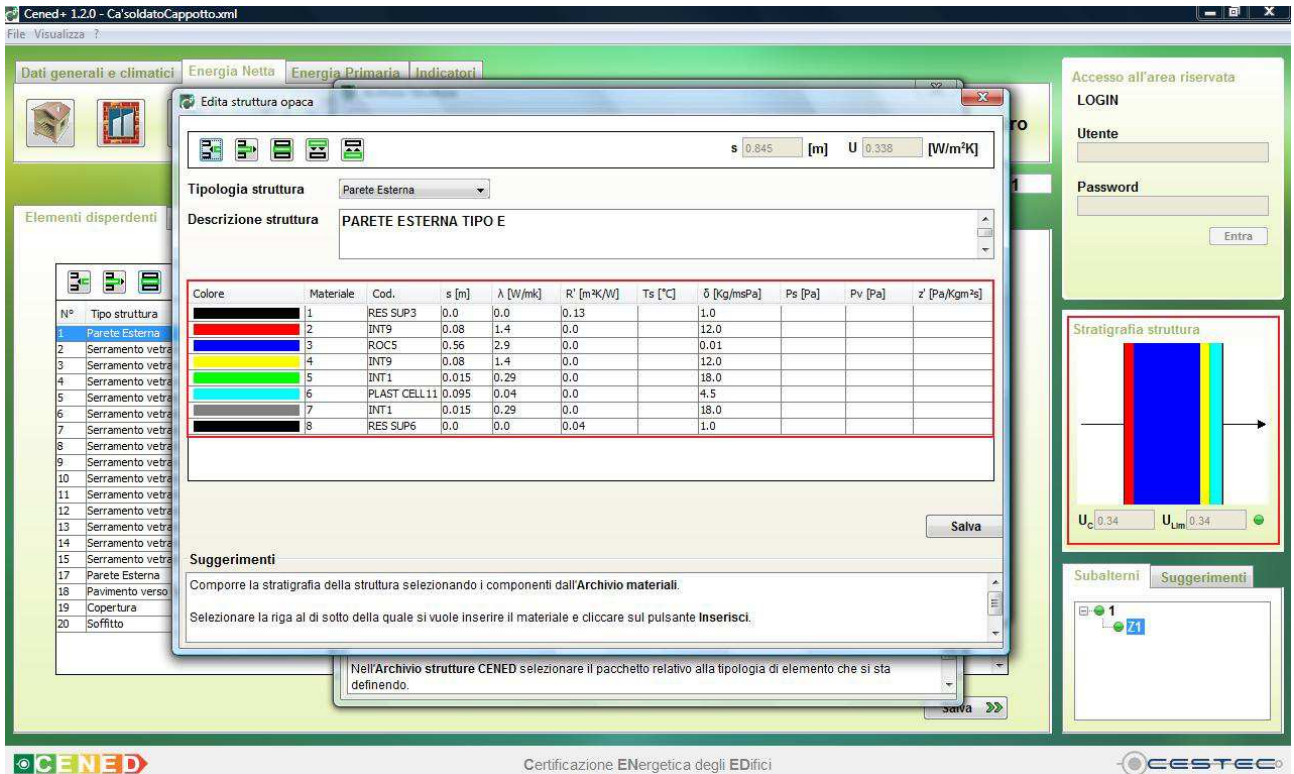 Cened+ 1.2.0 - Ca'soldatoCappotto.xml
File Visualizza ?
Dati generali e climatici Energia Netta Energia Primaria Indicatori
Edita struttura opaca
ro
s 0.845 [m] U 0.338 [W/m²K]
Tipologia struttura Parete Esterna
1
Descrizione struttura PARETE ESTERNA TIPO E
Elementi disperdenti
Colore Materiale Cod. s [m] λ [W/mk] R' [m²K/W] Ts [°C] δ [Kg/msPa] Ps [Pa] Pv [Pa] z' [Pa/Kgm²s]
1 RES SUP3 0.0 0.0 0.13 1.0
2 INT9 0.08 1.4 0.0 12.0
3 ROC5 0.56 2.9 0.0 0.01
4 INT9 0.08 1.4 0.0 12.0
5 INT1 0.015 0.29 0.0 18.0
6 PLAST CELL11 0.095 0.04 0.0 4.5
7 INT1 0.015 0.29 0.0 18.0
8 RES SUP6 0.0 0.0 0.04 1.0
Salva
Suggerimenti
Comporre la stratigrafia della struttura selezionando i componenti dall'Archivio materiali.
Selezionare la riga al di sotto della quale si vuole inserire il materiale e cliccare sul pulsante Inserisci.
N° Tipo struttura
1 Parete Esterna
2 Serramento vetra
3 Serramento vetra
4 Serramento vetra
5 Serramento vetra
6 Serramento vetra
7 Serramento vetra
8 Serramento vetra
9 Serramento vetra
10 Serramento vetra
11 Serramento vetra
12 Serramento vetra
13 Serramento vetra
14 Serramento vetra
15 Serramento vetra
17 Parete Esterna
18 Pavimento verso
19 Copertura
20 Soffitto
Nell'Archivio strutture CENED selezionare il pacchetto relativo alla tipologia di elemento che si sta
definendo.
Salva
Accesso all'area riservata
LOGIN
Utente
Password
Entra
Stratigrafia struttura
Uc 0.34 ULim 0.34
Subalterni Suggerimenti
1
Z1
CENED
Certificazione ENergetica degli EDifici
CESTEC